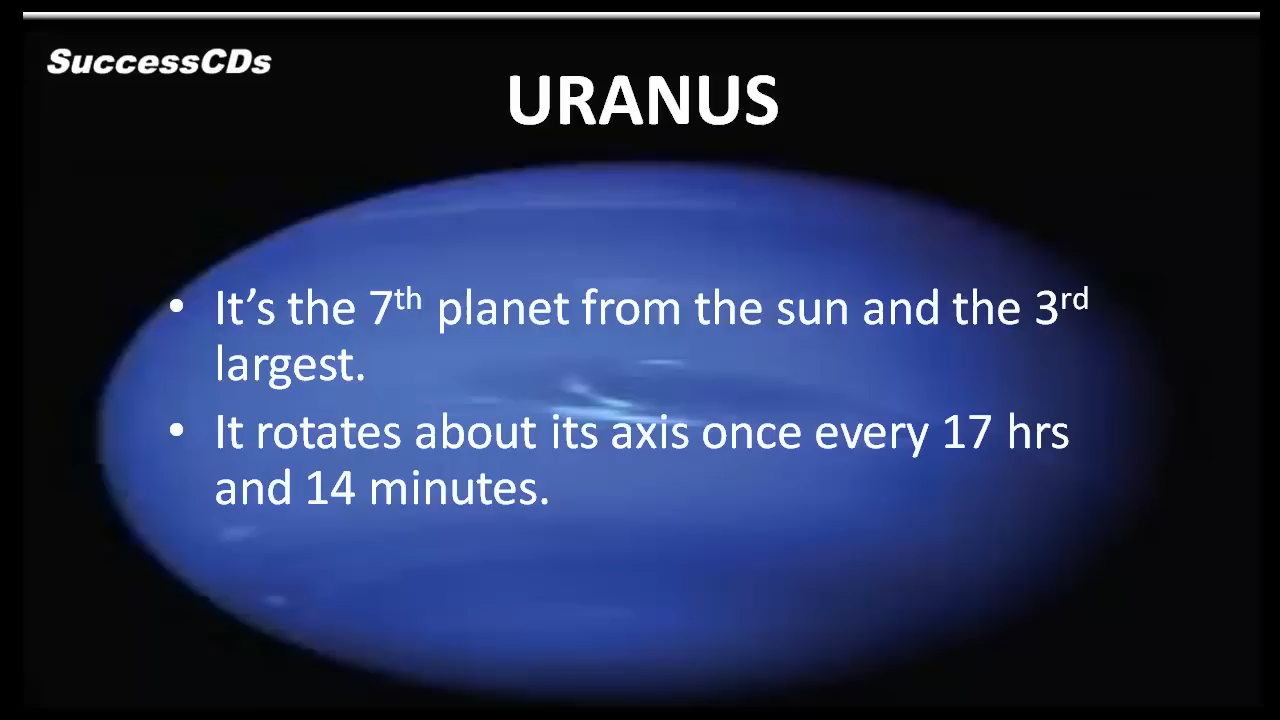 SuccessCDs
URANUS
• It’s the 7th planet from the sun and the 3rd
largest.
• It rotates about its axis once every 17 hrs
and 14 minutes.